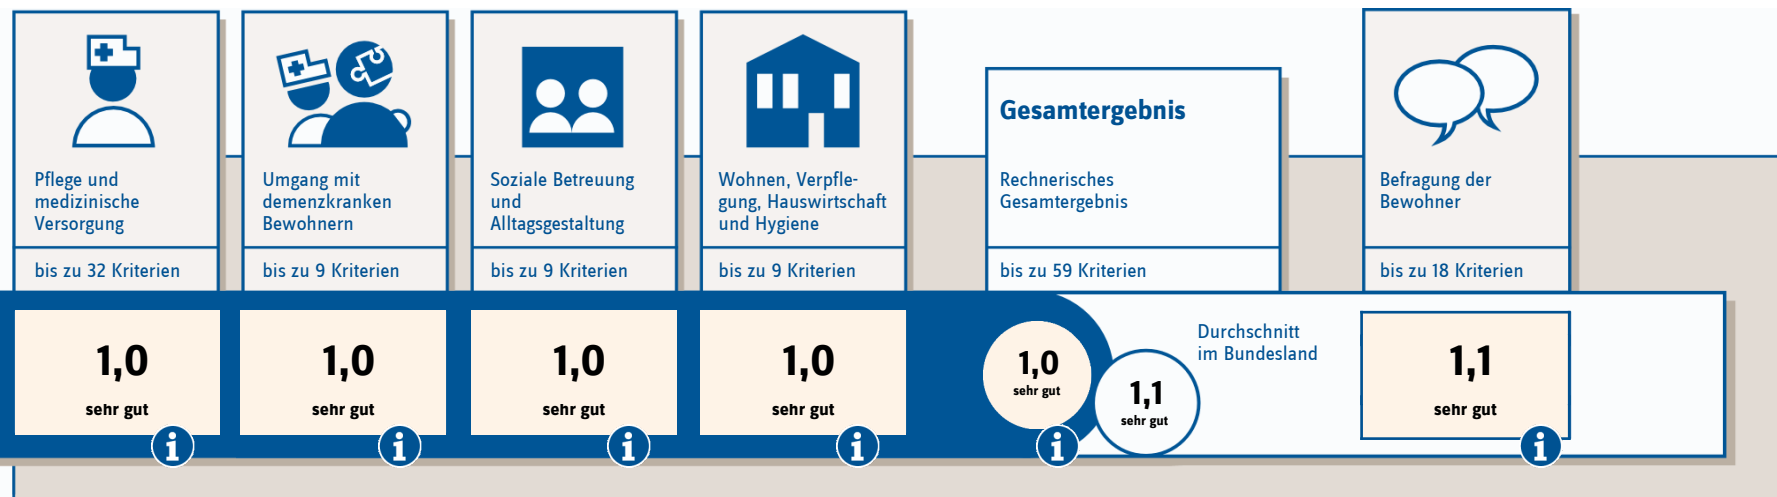 Pflege und
medizinische
Versorgung
bis zu 32 Kriterien
1,0
sehr gut
i
Umgang mit
demenzkranken
Bewohnern
bis zu 9 Kriterien
1,0
sehr gut
i
Soziale Betreuung
und
Alltagsgestaltung
bis zu 9 Kriterien
1,0
sehr gut
i
Wohnen, Verpfle-
gung, Hauswirtschaft
und Hygiene
bis zu 9 Kriterien
1,0
sehr gut
i
Gesamtergebnis
Rechnerisches
Gesamtergebnis
bis zu 59 Kriterien
1,0
sehr gut
i
1,1
sehr gut
Durchschnitt
im Bundesland
Befragung der
Bewohner
bis zu 18 Kriterien
1,1
sehr gut
i